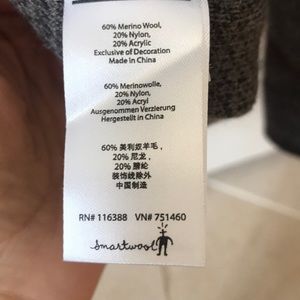 60% Merino Wool,
20% Nylon,
20% Acrylic
Exclusive of Decoration
Made in China
60% Merinowolle,
20% Nylon,
20% Acryl
Ausgenommen Verzierung
Hergestellt in China
60% 美利奴羊毛，
20% 尼龙，
20% 腈纶
装饰线除外
中国制造
RN# 116388 VN# 751460
Smartwool